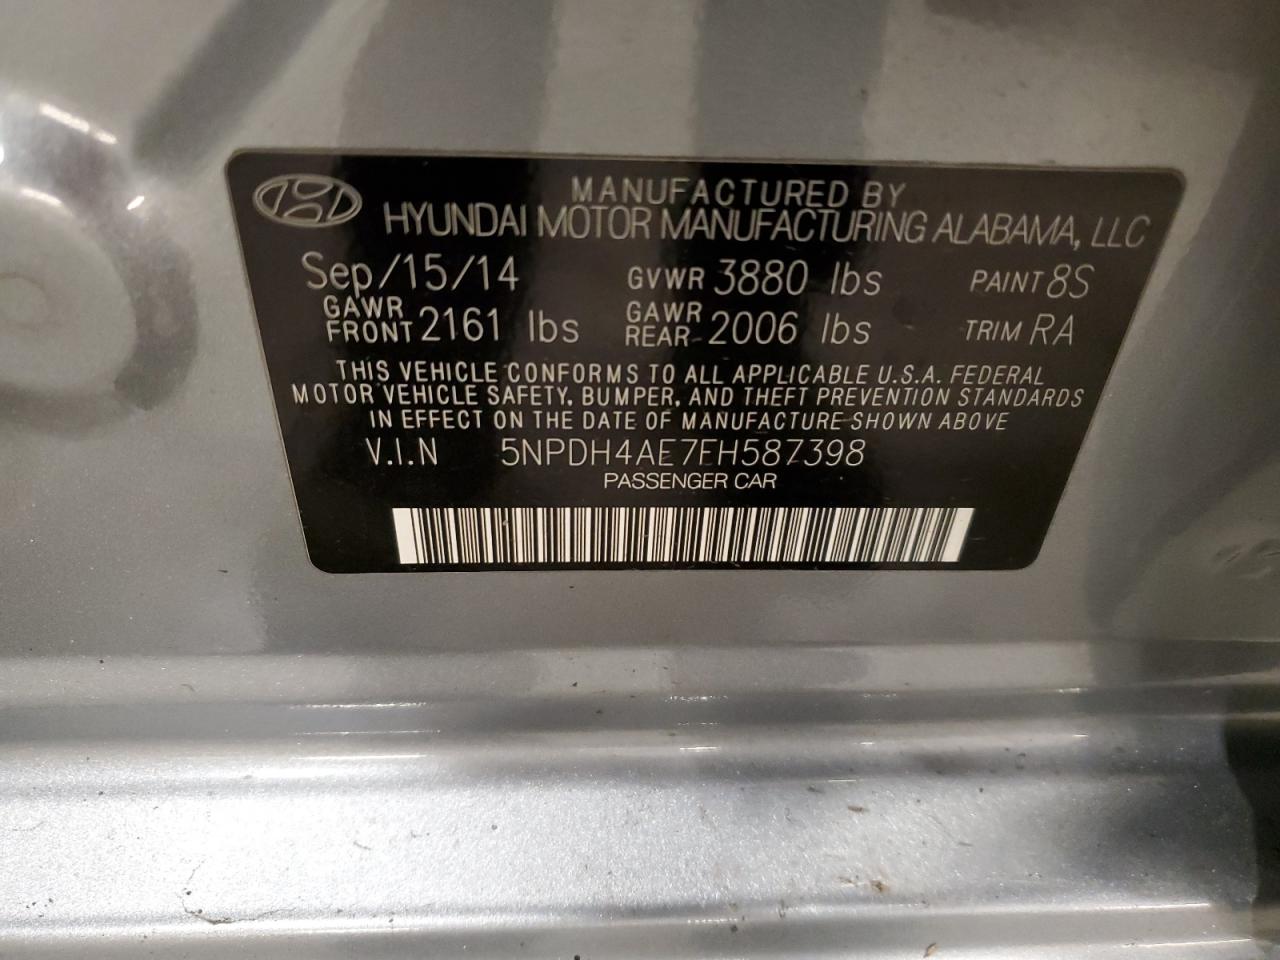 MANUFACTURED BY
HYUNDAI MOTOR MANUFACTURING ALABAMA, LLC
Sep/15/14 GVWR 3880 lbs PAINT 8S
GAWR FRONT 2161 lbs GAWR REAR 2006 lbs TRIM RA
THIS VEHICLE CONFORMS TO ALL APPLICABLE U.S.A. FEDERAL
MOTOR VEHICLE SAFETY, BUMPER, AND THEFT PREVENTION STANDARDS
IN EFFECT ON THE DATE OF MANUFACTURE SHOWN ABOVE
V.I.N 5NPDH4AE7FH587398
PASSENGER CAR